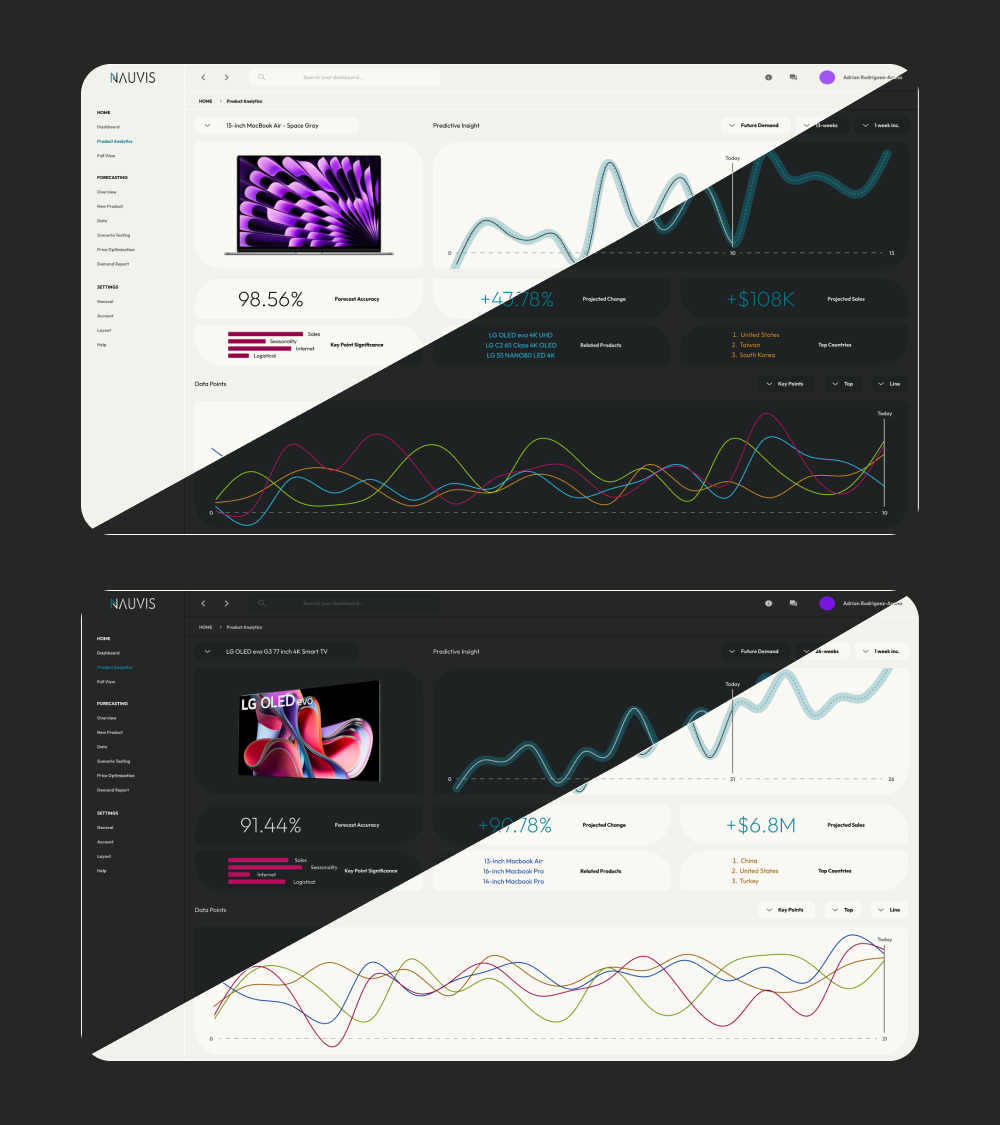 NAUVIS
Search your dashboard...
HOME
Dashboard
Product Analytics
Full View
FORECASTING
Overview
New Product
Data
Scenario Testing
Price Optimization
Demand Report
SETTINGS
General
Account
Layout
Help
HOME > Product Analytics
15-inch MacBook Air - Space Gray
Predictive Insight
Future Demand
13-weeks
1 week inc.
Today
0
10
13
98.56%
Forecast Accuracy
+43.78%
Projected Change
+$108K
Projected Sales
Sales
Seasonality
Internet
Logistical
Key Point Significance
LG OLED evo 4K UHD
LG C2 65 Class 4K OLED
LG 55 NANO80 LED 4K
Related Products
1. United States
2. Taiwan
3. South Korea
Top Countries
Data Points
Key Points
Top
Line
Today
0
10
NAUVIS
Search your dashboard...
Adrian
HOME
Dashboard
Product Analytics
Full View
FORECASTING
Overview
New Product
Data
Scenario Testing
Price Optimization
Demand Report
SETTINGS
General
Account
Layout
Help
HOME > Product Analytics
LG OLED evo G3 77 inch 4K Smart TV
Predictive Insight
Future Demand
26-weeks
1 week inc.
LG OLED evo
Today
0
21
26
91.44%
Forecast Accuracy
Projected Change
+$6.8M
Projected Sales
Sales
Seasonality
Internet
Logistical
Key Point Significance
13-inch Macbook Air
16-inch Macbook Pro
14-inch Macbook Pro
Related Products
1. China
2. United States
3. Turkey
Top Countries
Data Points
Key Points
Top
Line
Today
0
21